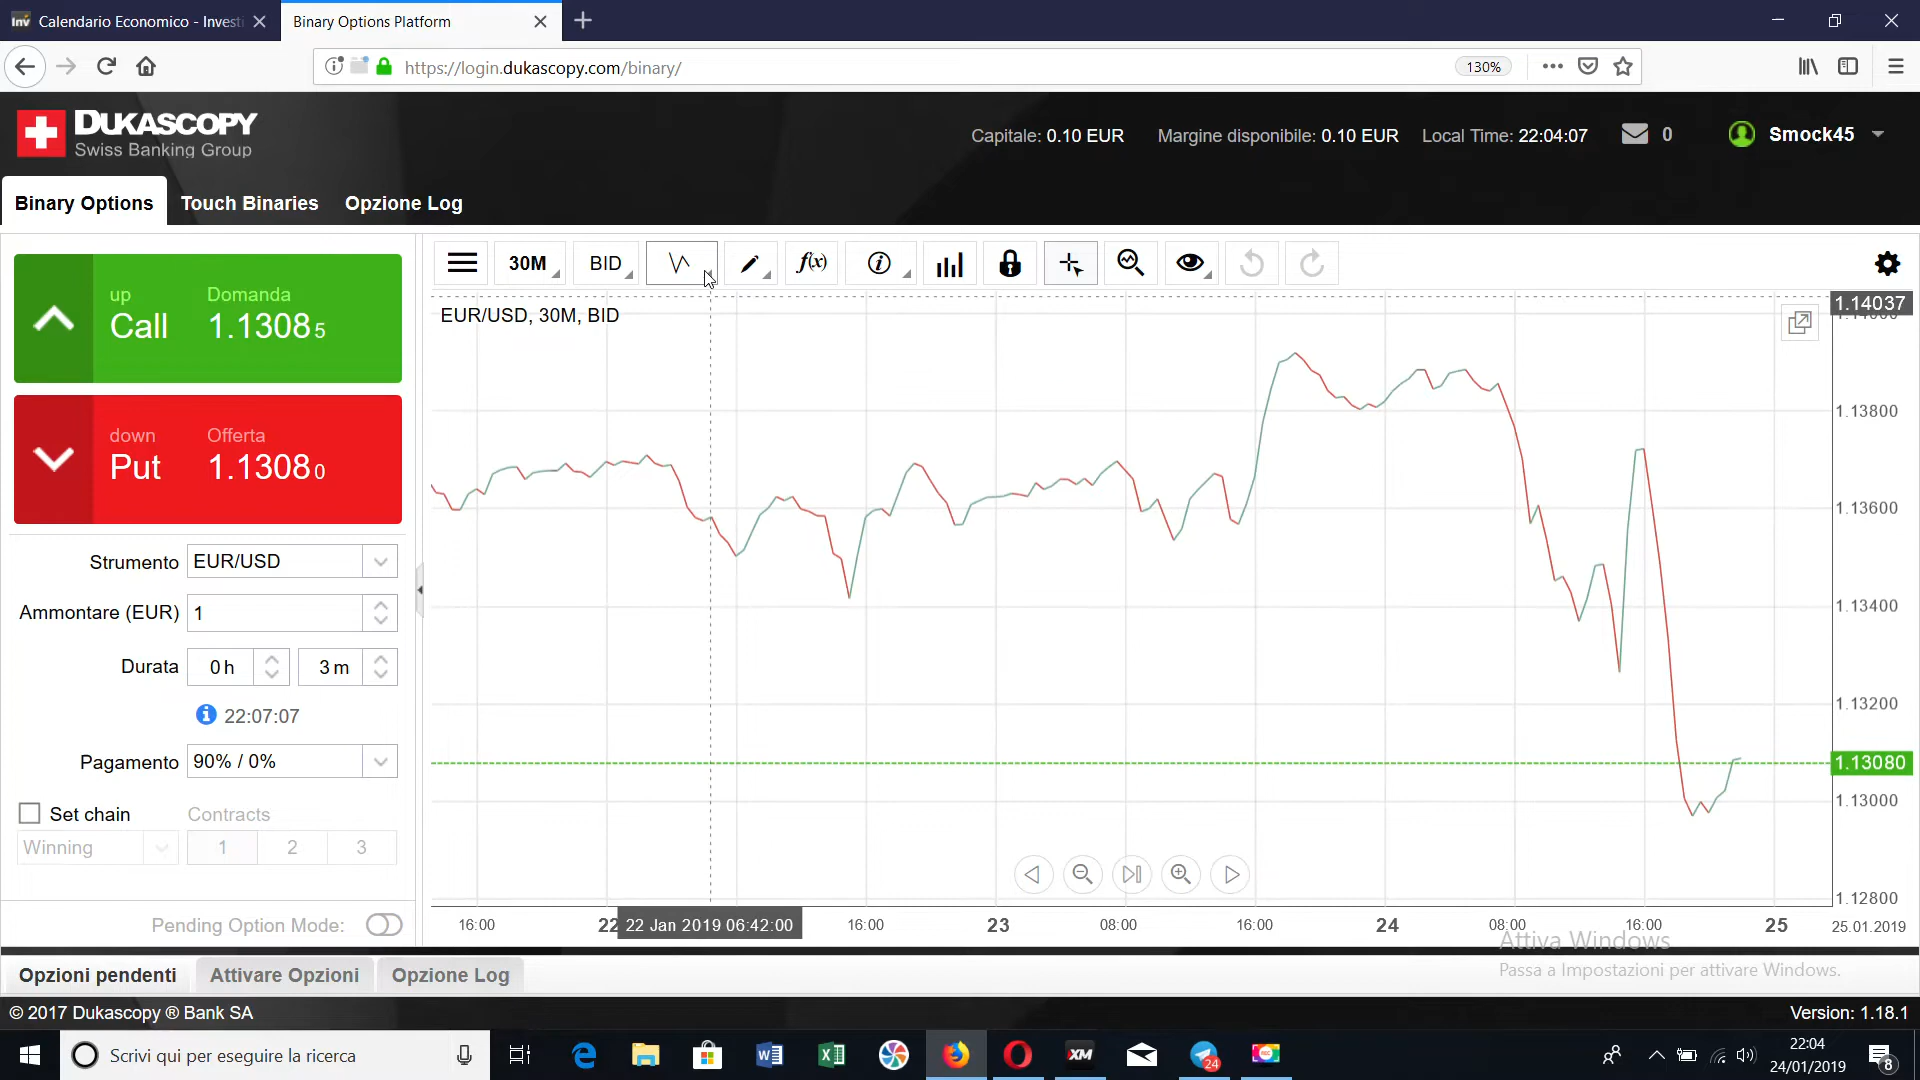 Inv Calendario Economico - Investi
Binary Options Platform
https://login.dukascopy.com/binary/
130%
DUKASCOPY
Swiss Banking Group
Capitale: 0.10 EUR
Margine disponibile: 0.10 EUR
Local Time: 22:04:07
0
Smock45
Binary Options
Touch Binaries
Opzione Log
up
Domanda
Call
1.13085
down
Offerta
Put
1.13080
Strumento
EUR/USD
Ammontare (EUR)
1
Durata
0 h
3 m
22:07:07
Pagamento
90% / 0%
Set chain
Contracts
Winning
1
2
3
Pending Option Mode:
30M
BID
f(x)
EUR/USD, 30M, BID
1.14037
1.13800
1.13600
1.13400
1.13200
1.13080
1.13000
1.12800
16:00
22
22 Jan 2019 06:42:00
16:00
23
08:00
16:00
24
08:00
16:00
25
25.01.2019
Attiva Windows
Passa a Impostazioni per attivare Windows.
Opzioni pendenti
Attivare Opzioni
Opzione Log
© 2017 Dukascopy ® Bank SA
Version: 1.18.1
Scrivi qui per eseguire la ricerca
XM
24
REC
22:04
24/01/2019
8